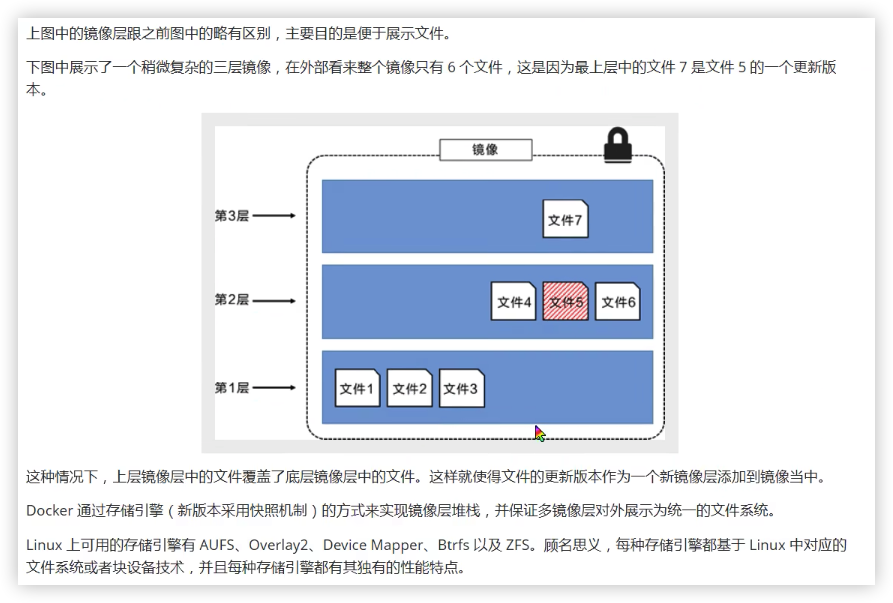 上图中的镜像层跟之前图中的略有区别，主要目的是便于展示文件。
下图中展示了一个稍微复杂的三层镜像，在外部看来整个镜像只有 6 个文件，这是因为最上层中的文件 7 是文件 5 的一个更新版
本。
镜像
第3层
文件7
第2层
文件4 文件5 文件6
第1层
文件1 文件2 文件3
这种情况下，上层镜像层中的文件覆盖了底层镜像层中的文件。这样就使得文件的更新版本作为一个新镜像层添加到镜像当中。
Docker 通过存储引擎（新版本采用快照机制）的方式来实现镜像层堆栈，并保证多镜像层对外展示为统一的文件系统。
Linux 上可用的存储引擎有 AUFS、Overlay2、Device Mapper、Btrfs 以及 ZFS。顾名思义，每种存储引擎都基于 Linux 中对应的
文件系统或者块设备技术，并且每种存储引擎都有其独有的性能特点。